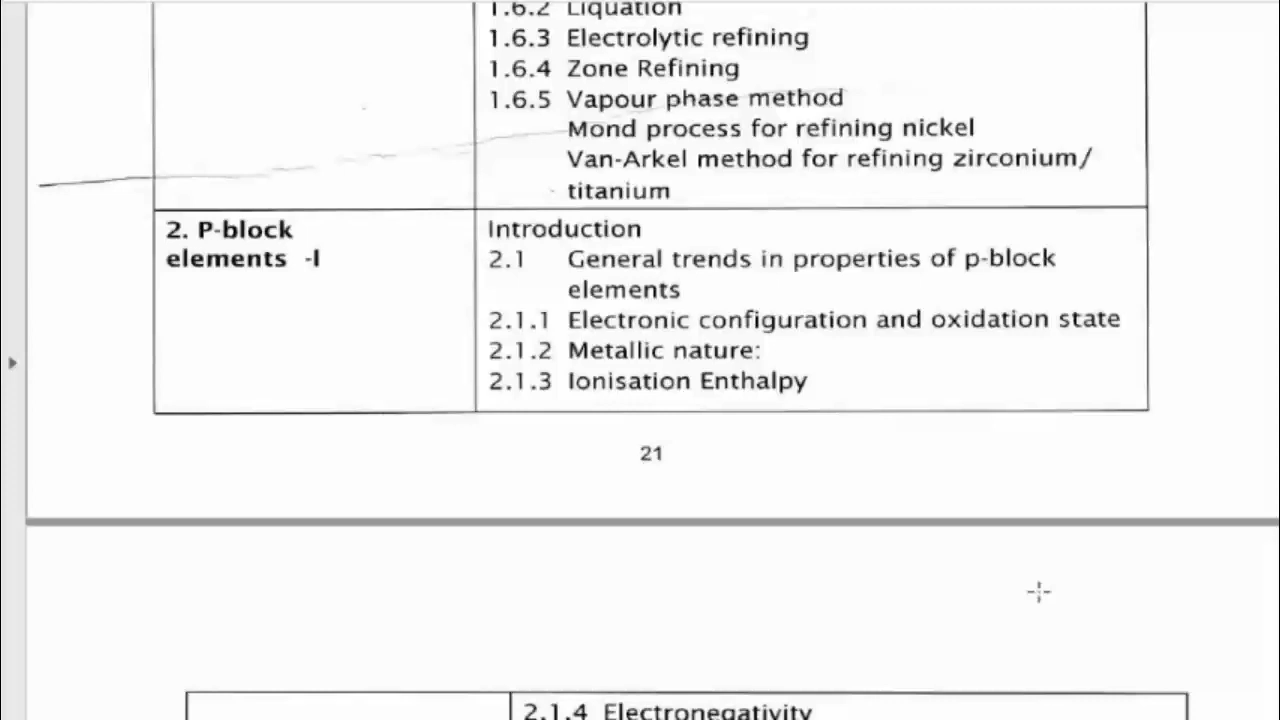 1.6.2 Liquation
1.6.3 Electrolytic refining
1.6.4 Zone Refining
1.6.5 Vapour phase method
Mond process for refining nickel
Van-Arkel method for refining zirconium/
titanium
2. P-block
elements -I
Introduction
2.1 General trends in properties of p-block
elements
2.1.1 Electronic configuration and oxidation state
2.1.2 Metallic nature:
2.1.3 Ionisation Enthalpy
21
2.1.4 Electronegativity